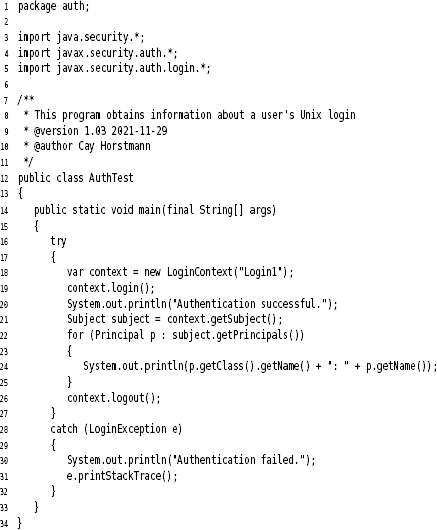 1 package auth;
2
3 import java.security.*;
4 import javax.security.auth.*;
5 import javax.security.auth.login.*;
6
7 /**
8  * This program obtains information about a user's Unix login
9  * @version 1.03 2021-11-29
10  * @author Cay Horstmann
11  */
12 public class AuthTest
13 {
14    public static void main(final String[] args)
15    {
16       try
17       {
18          var context = new LoginContext("Login1");
19          context.login();
20          System.out.println("Authentication successful.");
21          Subject subject = context.getSubject();
22          for (Principal p : subject.getPrincipals())
23          {
24             System.out.println(p.getClass().getName() + ": " + p.getName());
25          }
26          context.logout();
27       }
28       catch (LoginException e)
29       {
30          System.out.println("Authentication failed.");
31          e.printStackTrace();
32       }
33    }
34 }